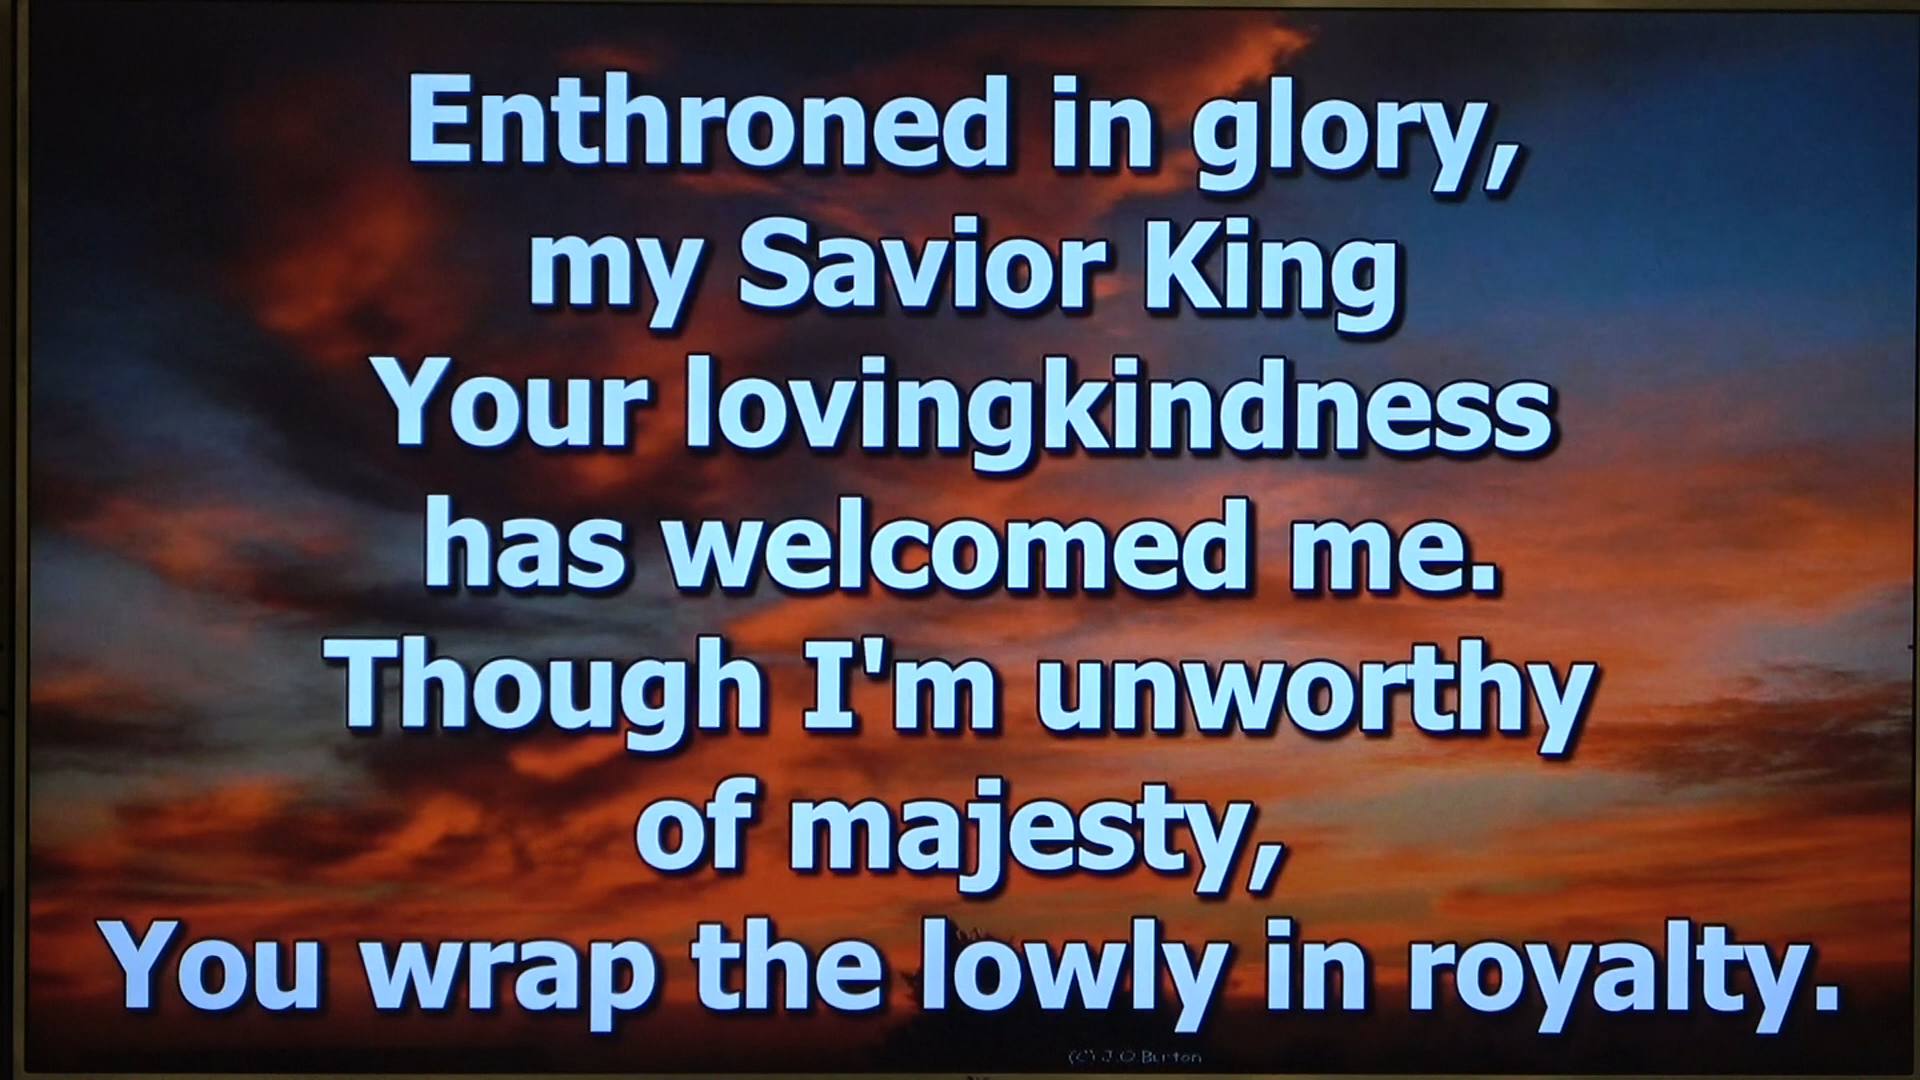 Enthroned in glory,
my Savior King
Your lovingkindness
has welcomed me.
Though I'm unworthy
of majesty,
You wrap the lowly in royalty.
(C) J.O Burton